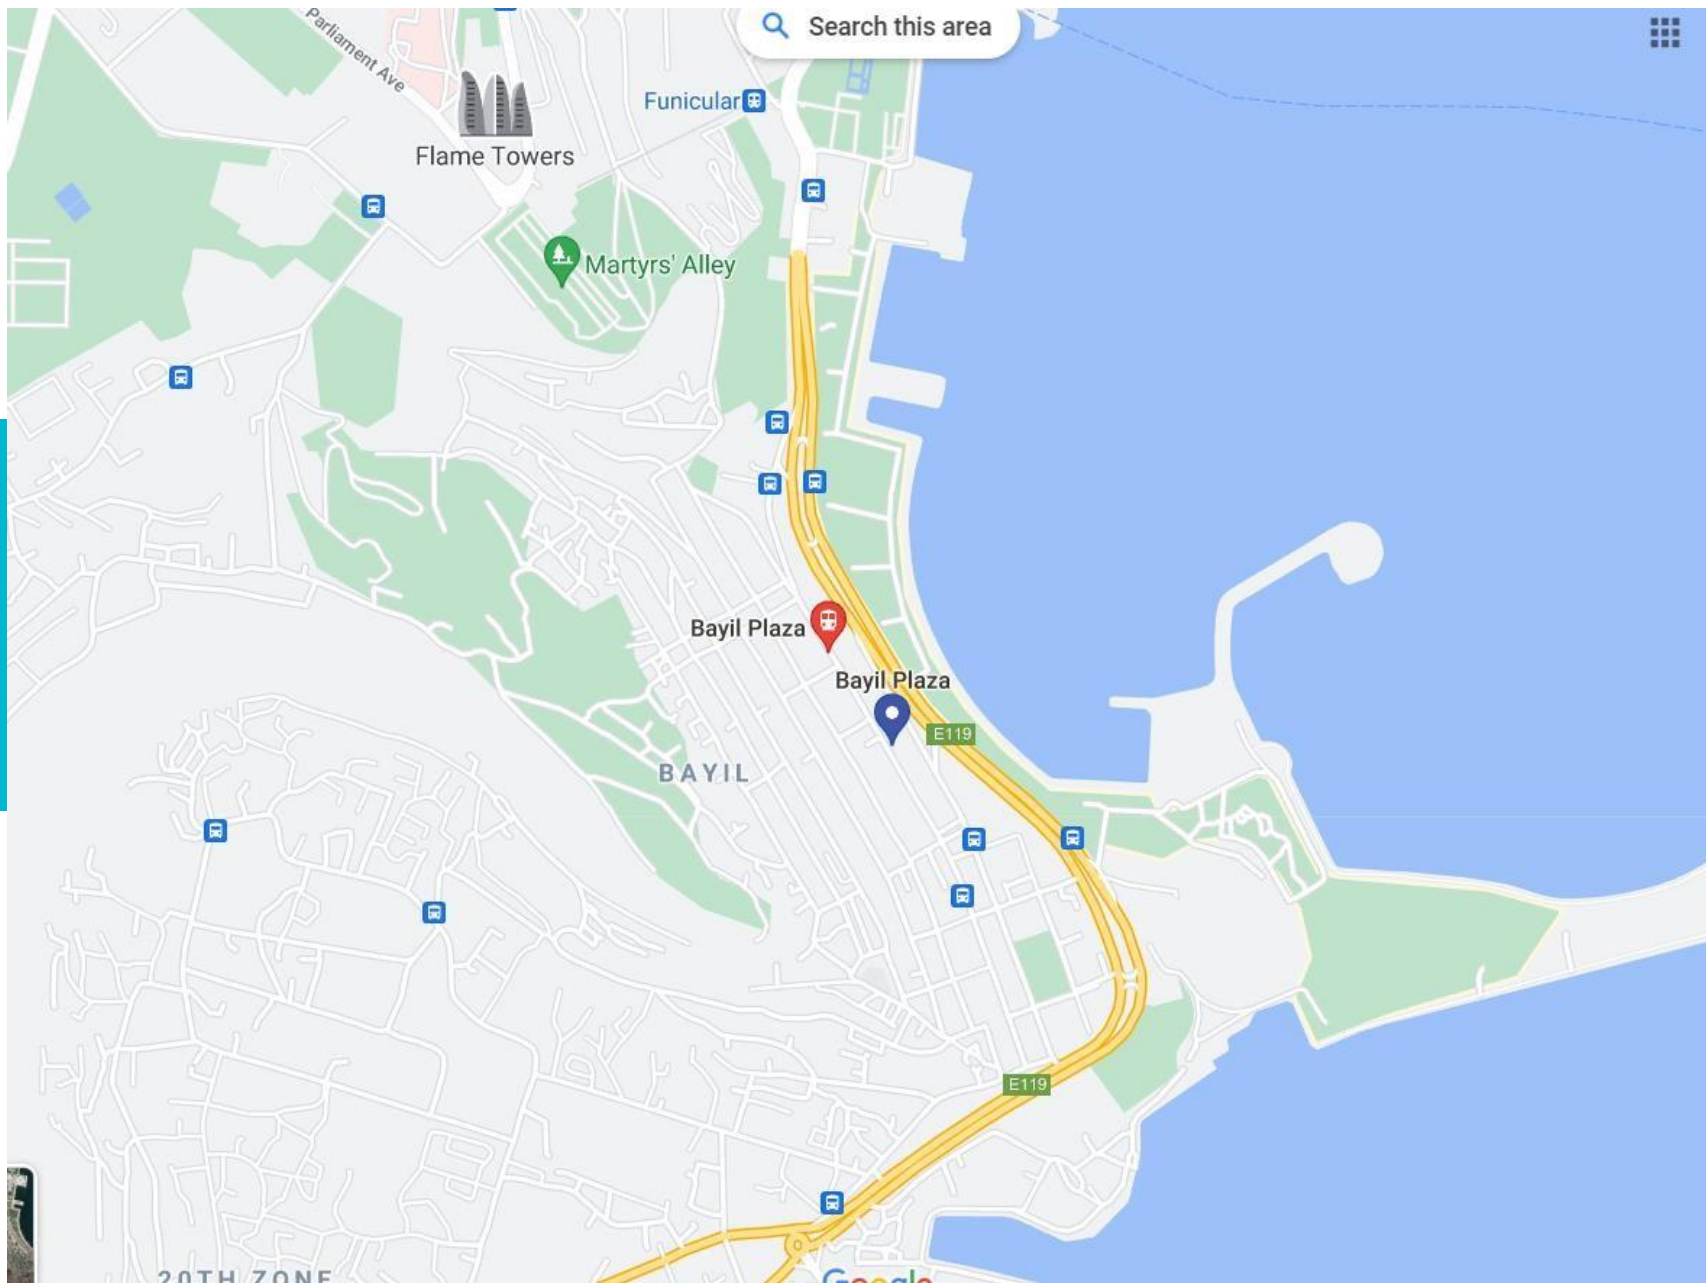 Search this area
Parliament Ave
Funicular
Flame Towers
Martyrs' Alley
Bayil Plaza
Bayil Plaza
E119
BAYIL
E119
20TH ZONE
Google